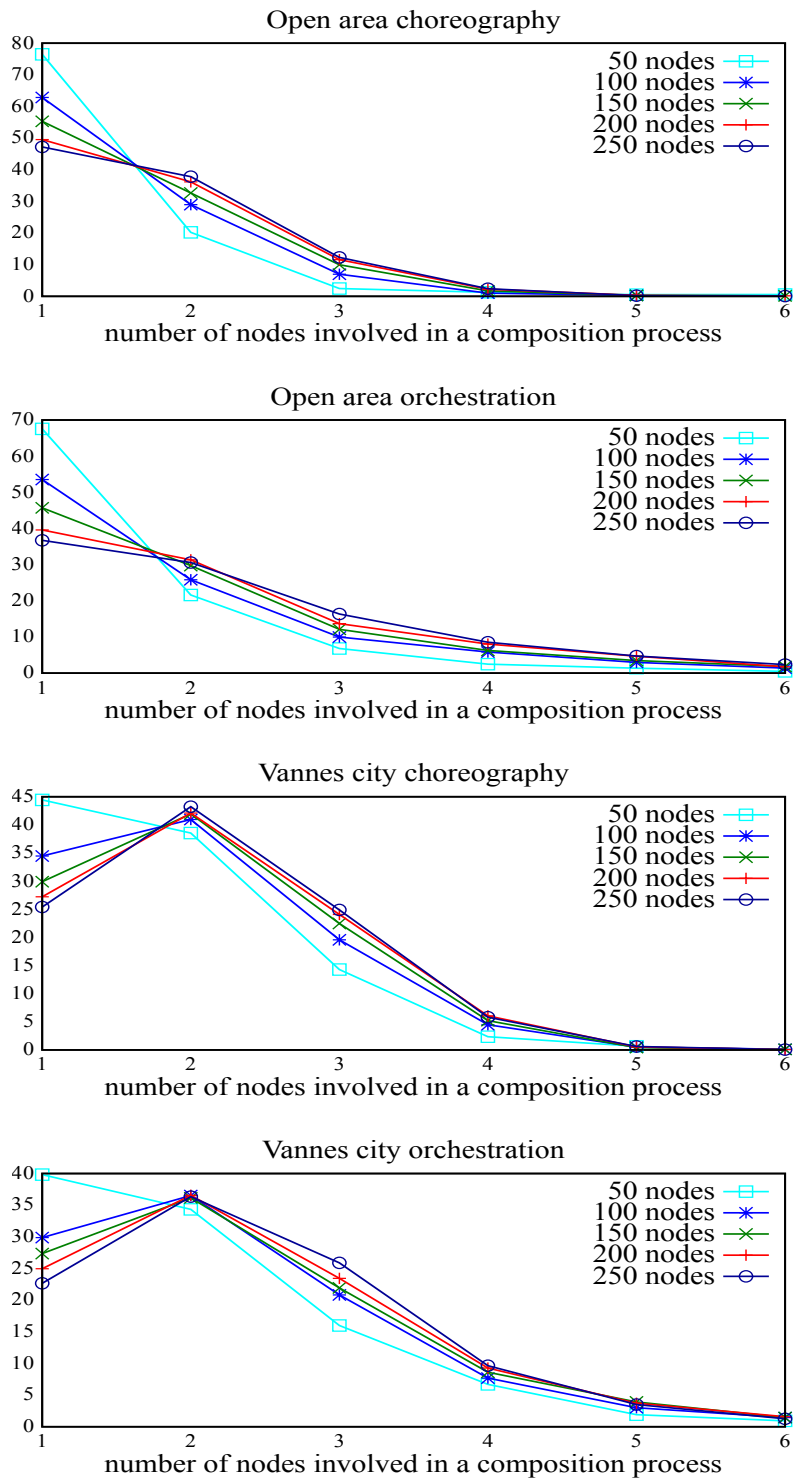 Open area choreography
80
70
60
50
40
30
20
10
0
50 nodes
100 nodes
150 nodes
200 nodes
250 nodes
1 2 3 4 5 6
number of nodes involved in a composition process
Open area orchestration
70
60
50
40
30
20
10
0
50 nodes
100 nodes
150 nodes
200 nodes
250 nodes
1 2 3 4 5 6
number of nodes involved in a composition process
Vannes city choreography
45
40
35
30
25
20
15
10
5
0
50 nodes
100 nodes
150 nodes
200 nodes
250 nodes
1 2 3 4 5 6
number of nodes involved in a composition process
Vannes city orchestration
40
35
30
25
20
15
10
5
0
50 nodes
100 nodes
150 nodes
200 nodes
250 nodes
1 2 3 4 5 6
number of nodes involved in a composition process